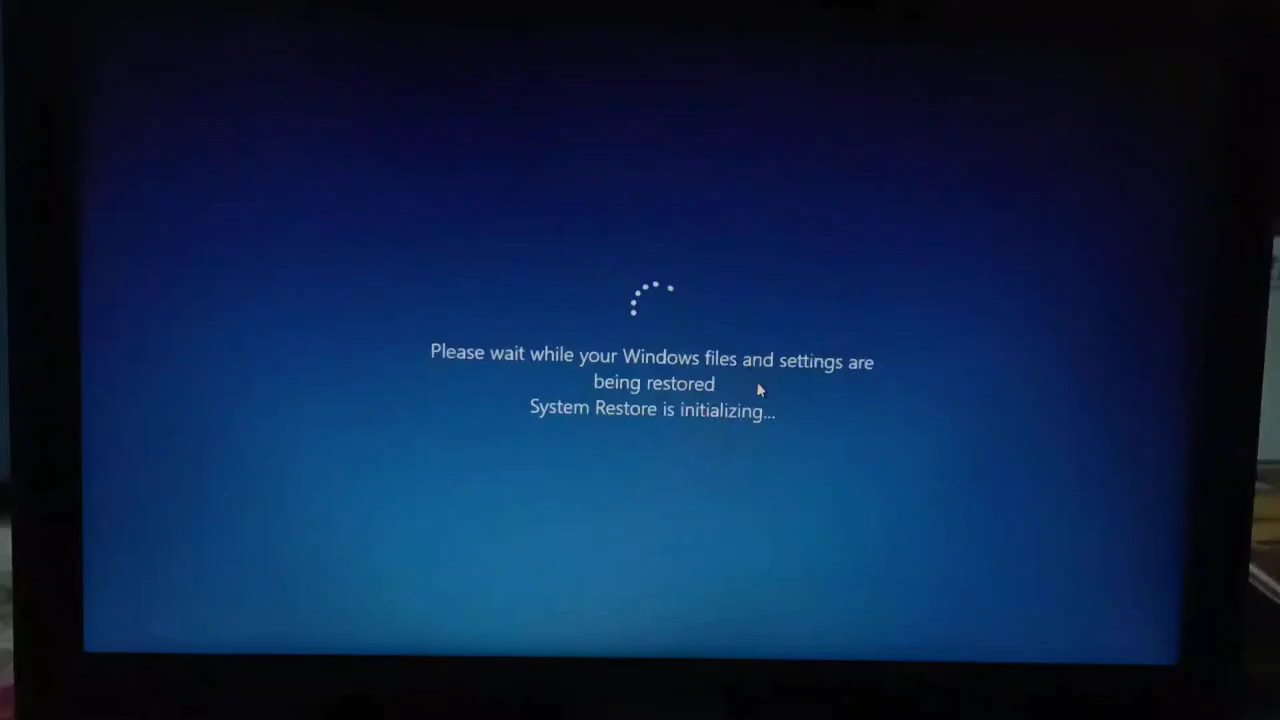 Please wait while your Windows files and settings are
being restored
System Restore is initializing...